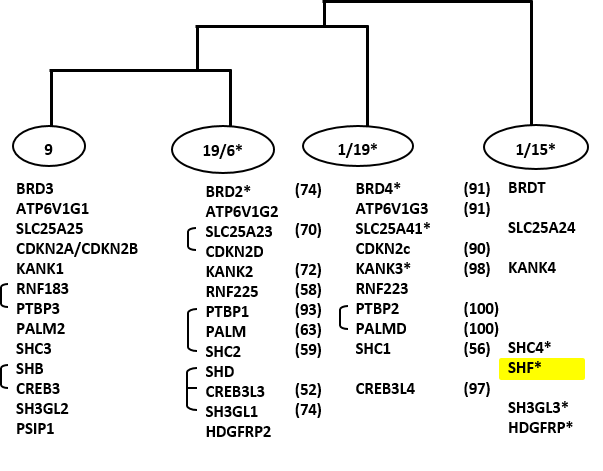 9 19/6* 1/19* 1/15*
BRD3 BRD2* (74) BRD4* (91) BRDT
ATP6V1G1 ATP6V1G2 ATP6V1G3 (91)
SLC25A25 SLC25A23 (70) SLC25A41* SLC25A24
CDKN2A/CDKN2B CDKN2D CDKN2c (90)
KANK1 KANK2 (72) KANK3* (98) KANK4
RNF183 RNF225 (58) RNF223
PTBP3 PTBP1 (93) PTBP2 (100)
PALM2 PALM (63) PALMD (100)
SHC3 SHC2 (59) SHC1 (56) SHC4*
SHB SHD SHF*
CREB3 CREB3L3 (52) CREB3L4 (97)
SH3GL2 SH3GL1 (74) SH3GL3*
PSIP1 HDGFRP2 HDGFRP*